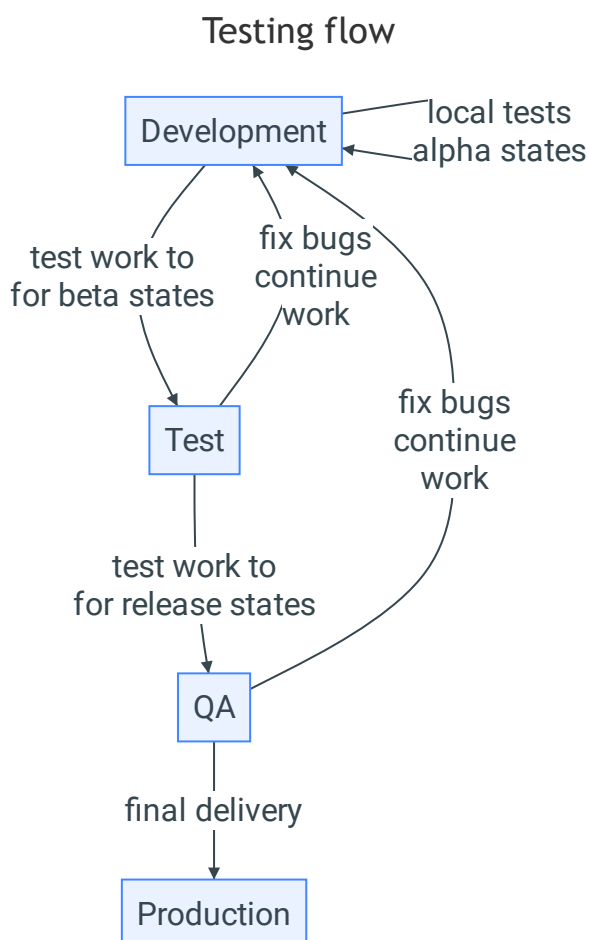 Testing flow
Development
local tests
alpha states
test work to
for beta states
fix bugs
continue
work
fix bugs
continue
work
Test
test work to
for release states
QA
final delivery
Production